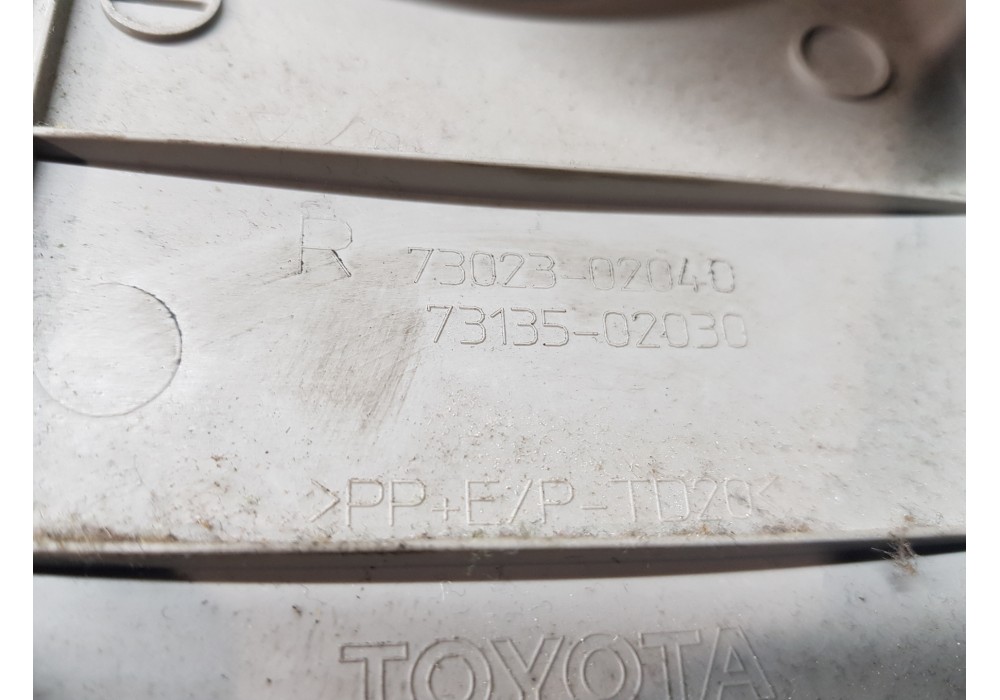 R 73023-02040
73135-02030
>PP+E/P-TD20<
TOYOTA